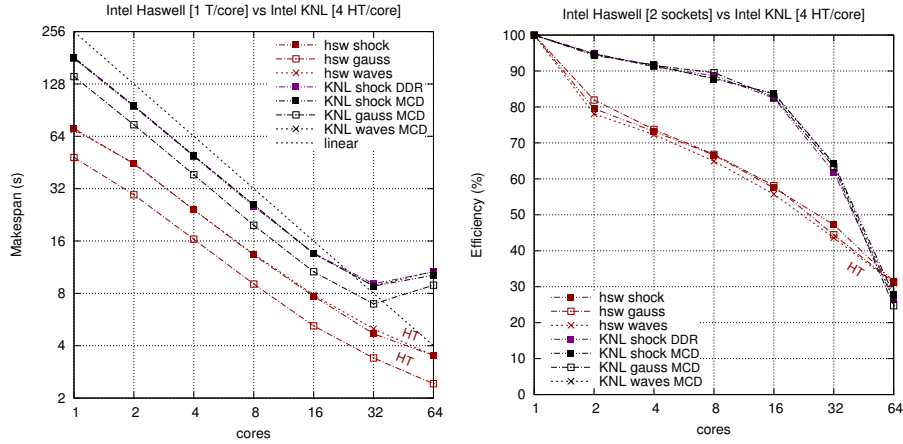 Intel Haswell [1 T/core] vs Intel KNL [4 HT/core]
256
128
64
32
16
8
4
2
Makespan (s)
hsw shock
hsw gauss
hsw waves
KNL shock DDR
KNL shock MCD
KNL gauss MCD
KNL waves MCD
linear
HT
HT
1 2 4 8 16 32 64
cores
Intel Haswell [2 sockets] vs Intel KNL [4 HT/core]
100
90
80
70
60
50
40
30
20
10
0
Efficiency (%)
HT
hsw shock
hsw gauss
hsw waves
KNL shock DDR
KNL shock MCD
KNL gauss MCD
KNL waves MCD
1 2 4 8 16 32 64
cores